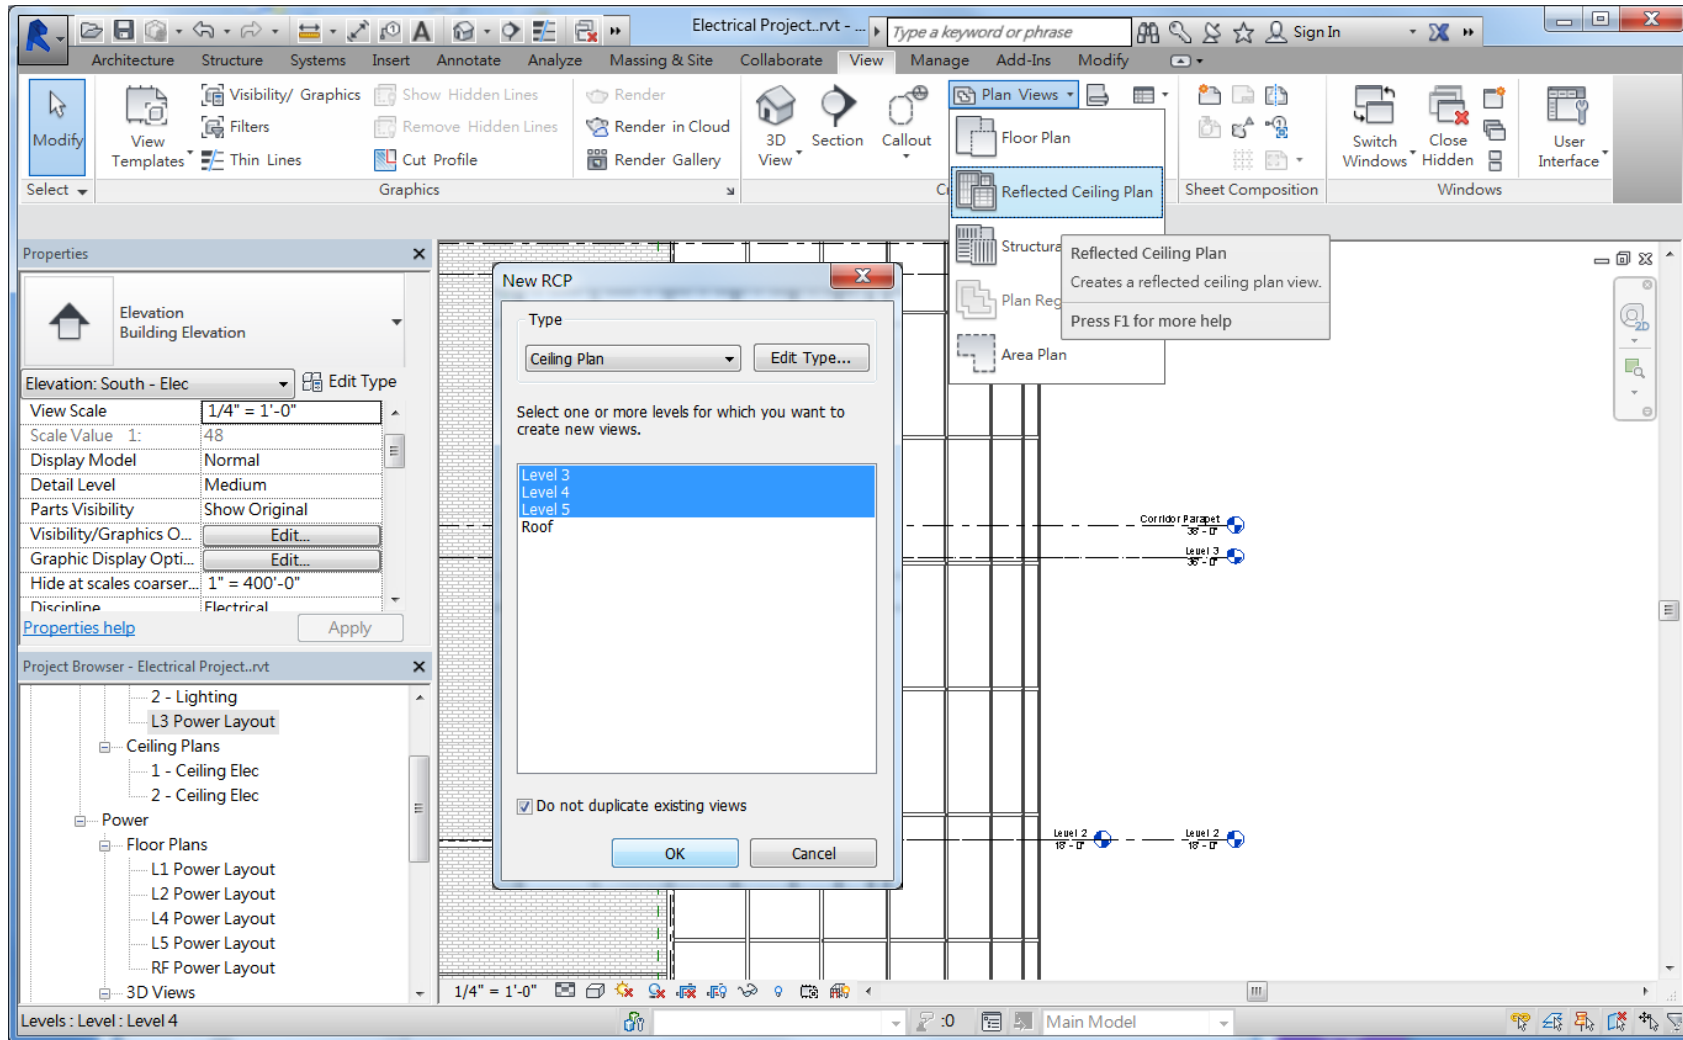 Electrical Project..rvt - ...
Type a keyword or phrase
Sign In
Architecture Structure Systems Insert Annotate Analyze Massing & Site Collaborate View Manage Add-Ins Modify
Modify
View Templates
Visibility/ Graphics
Filters
Thin Lines
Show Hidden Lines
Remove Hidden Lines
Cut Profile
Render
Render in Cloud
Render Gallery
3D View
Section
Callout
Plan Views
Switch Windows
Close Hidden
User Interface
Select
Graphics
Sheet Composition
Windows
Floor Plan
Reflected Ceiling Plan
Structura
Plan Reg
Area Plan
Reflected Ceiling Plan
Creates a reflected ceiling plan view.
Press F1 for more help
Properties
Elevation
Building Elevation
Elevation: South - Elec
Edit Type
View Scale 1/4" = 1'-0"
Scale Value 1: 48
Display Model Normal
Detail Level Medium
Parts Visibility Show Original
Visibility/Graphics O... Edit...
Graphic Display Opti... Edit...
Hide at scales coarser... 1" = 400'-0"
Discipline Electrical
Properties help
Apply
Project Browser - Electrical Project..rvt
2 - Lighting
L3 Power Layout
Ceiling Plans
1 - Ceiling Elec
2 - Ceiling Elec
Power
Floor Plans
L1 Power Layout
L2 Power Layout
L4 Power Layout
L5 Power Layout
RF Power Layout
3D Views
New RCP
Type
Ceiling Plan
Edit Type...
Select one or more levels for which you want to
create new views.
Level 3
Level 4
Level 5
Roof
Do not duplicate existing views
OK
Cancel
2D
Corridor Parapet
Level 3
Level 2
18' - 0"
Level 2
18' - 0"
1/4" = 1'-0"
Levels : Level : Level 4
:0
Main Model